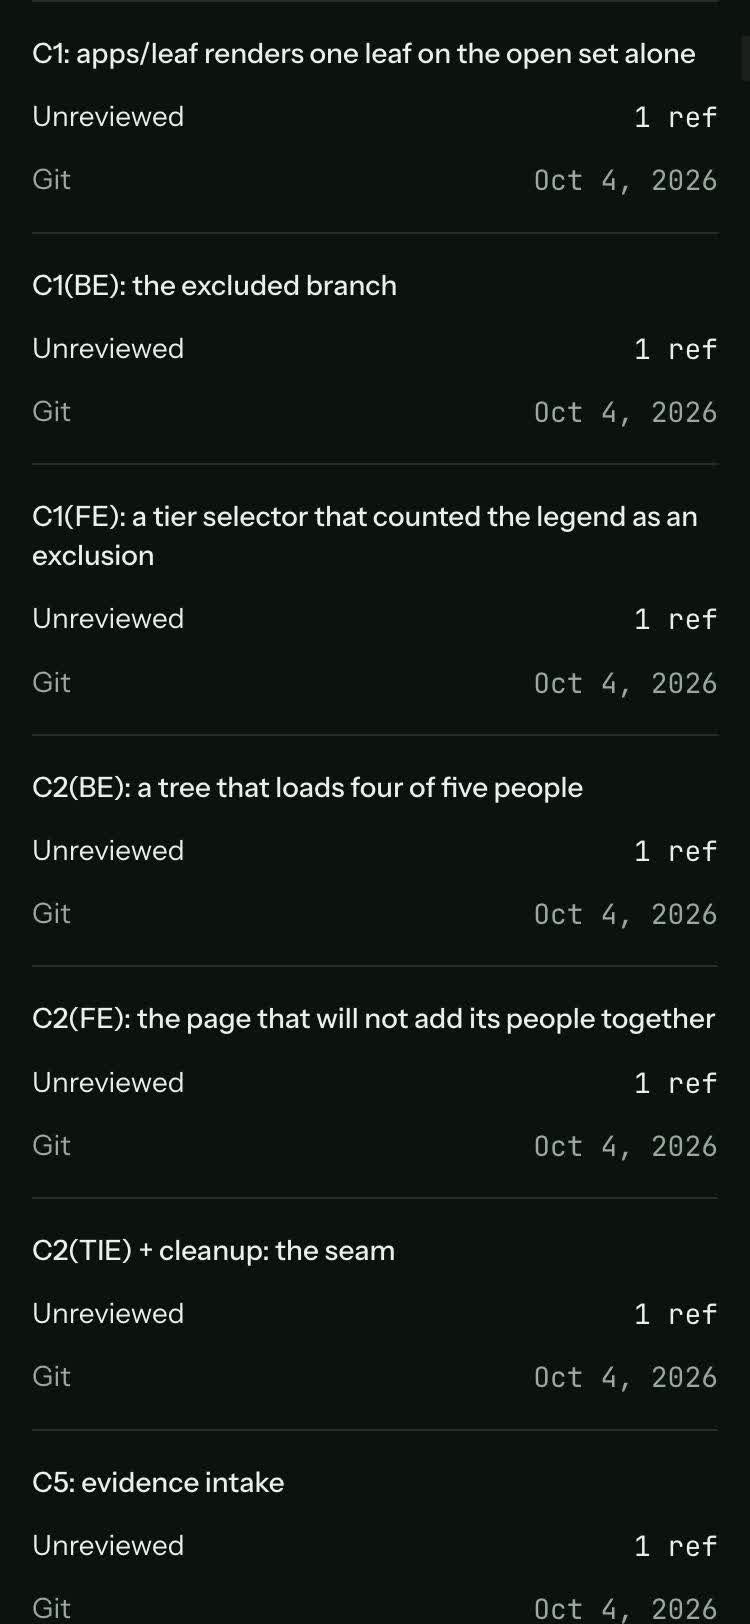 C1: apps/leaf renders one leaf on the open set alone
Unreviewed 1 ref
Git Oct 4, 2026
C1(BE): the excluded branch
Unreviewed 1 ref
Git Oct 4, 2026
C1(FE): a tier selector that counted the legend as an
exclusion
Unreviewed 1 ref
Git Oct 4, 2026
C2(BE): a tree that loads four of five people
Unreviewed 1 ref
Git Oct 4, 2026
C2(FE): the page that will not add its people together
Unreviewed 1 ref
Git Oct 4, 2026
C2(TIE) + cleanup: the seam
Unreviewed 1 ref
Git Oct 4, 2026
C5: evidence intake
Unreviewed 1 ref
Git Oct 4, 2026